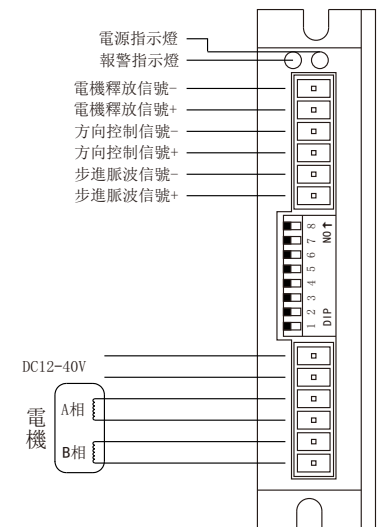 電源指示燈
報警指示燈
電機釋放信號-
電機釋放信號+
方向控制信號-
方向控制信號+
步進脈波信號-
步進脈波信號+
1 2 3 4 5 6 7 8
DIP NO↑
DC12-40V
電機
A相
B相